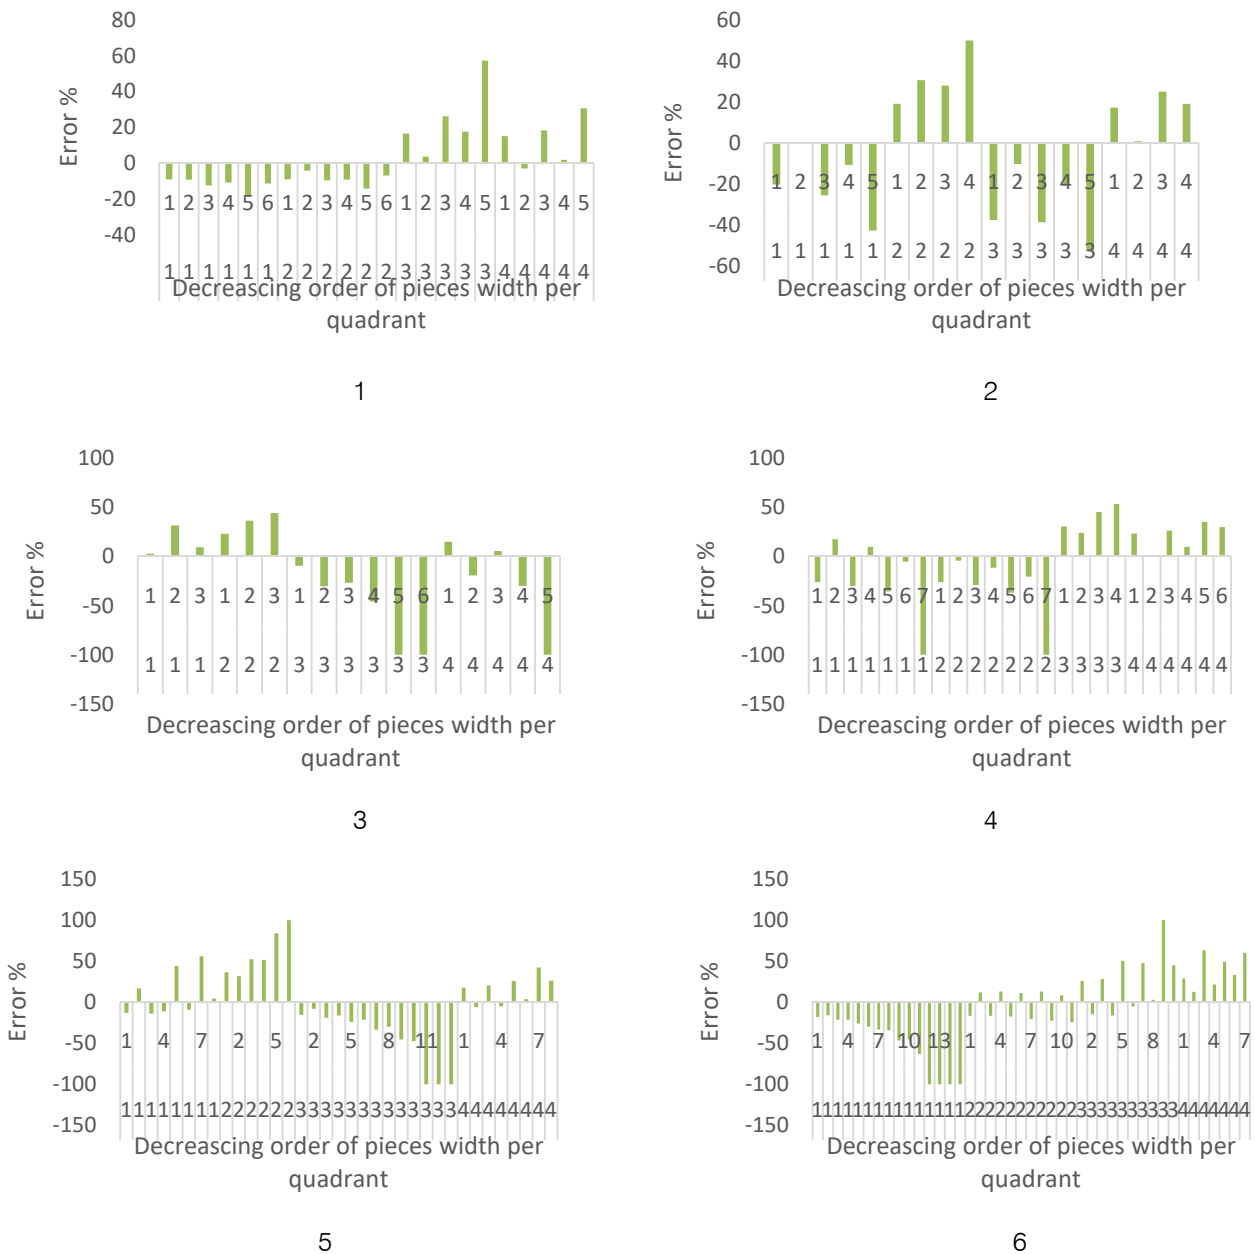 80
60
40
20
0
-20
-40
Error %
1 2 3 4 5 6 1 2 3 4 5 6 1 2 3 4 5 1 2 3 4 5
1 1 1 1 1 1 2 2 2 2 2 2 3 3 3 3 3 4 4 4 4 4
Decreascing order of pieces width per
quadrant
1
60
40
20
0
-20
-40
-60
Error %
1 2 3 4 5 1 2 3 4 1 2 3 4 5 1 2 3 4
1 1 1 1 1 2 2 2 2 3 3 3 3 3 4 4 4 4
Decreascing order of pieces width per
quadrant
2
100
50
0
-50
-100
-150
Error %
1 2 3 1 2 3 1 2 3 4 5 6 1 2 3 4 5
1 1 1 2 2 2 3 3 3 3 3 3 4 4 4 4 4
Decreascing order of pieces width per
quadrant
3
100
50
0
-50
-100
-150
Error %
1 2 3 4 5 6 7 1 2 3 4 5 6 7 1 2 3 4 1 2 3 4 5 6
1 1 1 1 1 1 1 2 2 2 2 2 2 2 3 3 3 3 4 4 4 4 4 4
Decreascing order of pieces width per
quadrant
4
150
100
50
0
-50
-100
-150
Error %
1 4 7 2 5 2 5 8 11 1 4 7
11111111222222333333333333344444444
Decreascing order of pieces width per
quadrant
5
150
100
50
0
-50
-100
-150
Error %
1 4 7 10 13 1 4 7 10 2 5 8 1 4 7
1111111111111112222222222233333333334444444
Decreascing order of pieces width per
quadrant
6